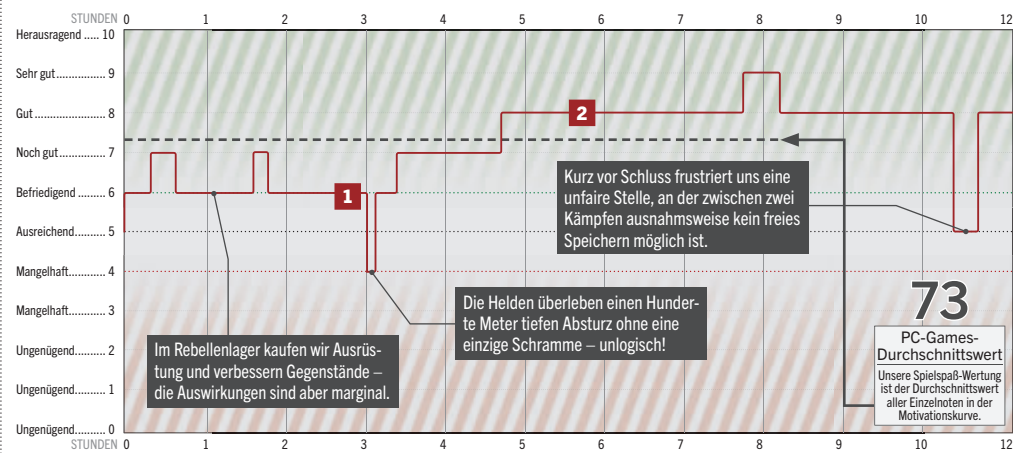 STUNDEN 0 1 2 3 4 5 6 7 8 9 10 12
Herausragend ..... 10
Sehr gut ............... 9
Gut ..................... 8
Noch gut .............. 7
Befriedigend ........ 6
Ausreichend......... 5
Mangelhaft........... 4
Mangelhaft........... 3
Ungenügend......... 2
Ungenügend......... 1
Ungenügend......... 0
1
2
Kurz vor Schluss frustriert uns eine
unfaire Stelle, an der zwischen zwei
Kämpfen ausnahmsweise kein freies
Speichern möglich ist.
Die Helden überleben einen Hunder-
te Meter tiefen Absturz ohne eine
einzige Schramme – unlogisch!
Im Rebellenlager kaufen wir Ausrüs-
tung und verbessern Gegenstände –
die Auswirkungen sind aber marginal.
73
PC-Games-
Durchschnittswert
Unsere Spielspaß-Wertung
ist der Durchschnittswert
aller Einzelnoten in der
Motivationskurve.
STUNDEN 0 1 2 3 4 5 6 7 8 9 10 12